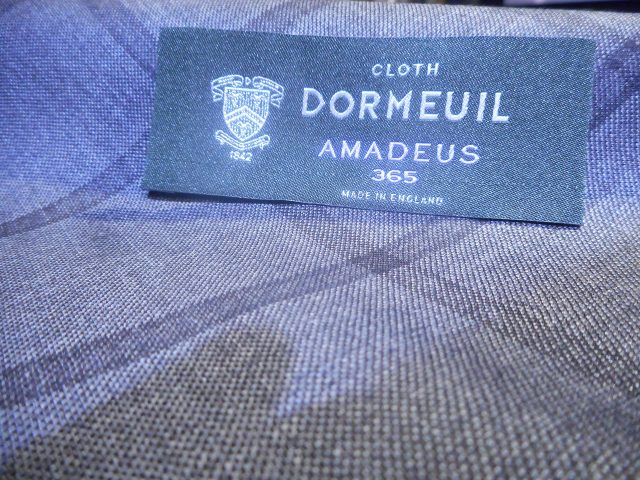 CLOTH
DORMEUIL
AMADEUS
365
MADE IN ENGLAND
1842